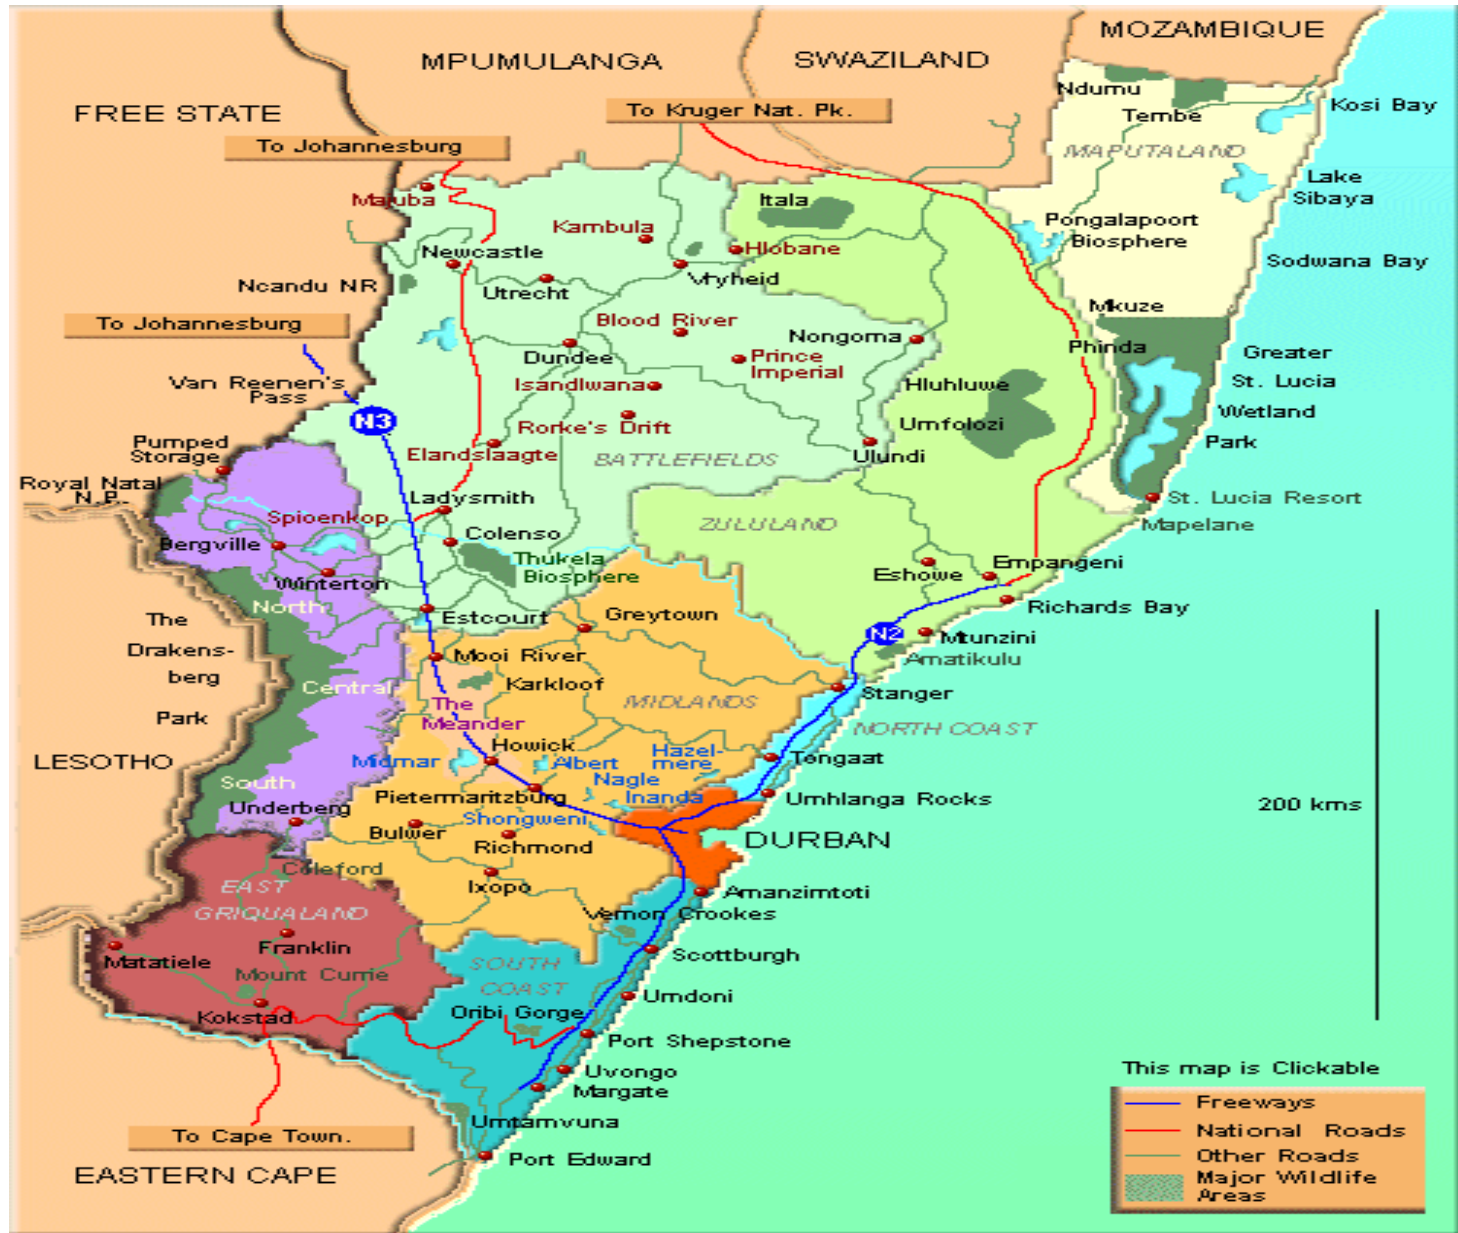 MOZAMBIQUE
MPUMULANGA
SWAZILAND
FREE STATE
To Kruger Nat. Pk.
To Johannesburg
Ndumu
Tembe
Kosi Bay
MAPUTALAND
Lake
Sibaya
Majuba
Itala
Kambula
Pongalapoort
Biosphere
Newcastle
Hlobane
Sodwana Bay
Ncandu NR
Utrecht
Vryheid
Mkuze
To Johannesburg
Blood River
Nongoma
Phinda
Dundee
Prince
Imperial
Greater
St. Lucia
Wetland
Park
Van Reenen's
Pass
Isandlwana
Hluhluwe
N3
Rorke's Drift
Umfolozi
Pumped
Storage
Elandslaagte
BATTLEFIELDS
Ulundi
Royal Natal
N.P.
Ladysmith
St. Lucia Resort
Spioenkop
ZULULAND
Mapelane
Bergville
Colenso
Thukela
Biosphere
Winterton
Eshowe
Empangeni
North
Estcourt
Greytown
Richards Bay
The
Drakens-
berg
Park
N2
Mtunzini
Mooi River
Amatikulu
Central
Karkloof
MIDLANDS
Stanger
The
Meander
NORTH COAST
LESOTHO
Midmar
Howick
Albert
Hazel-
mere
Tongaat
South
Nagle
Pietermaritzburg
Inanda
Umhlanga Rocks
200 kms
Underberg
Shongweni
Bulwer
Richmond
DURBAN
Coleford
EAST
GRIQUALAND
Ixopo
Amanzimtoti
Vernon Crookes
Franklin
Matatiele
Scottburgh
Mount Currie
SOUTH
COAST
Umdoni
Kokstad
Oribi Gorge
Port Shepstone
Uvongo
Margate
This map is Clickable
Freeways
Umtamvuna
National Roads
To Cape Town.
Other Roads
Port Edward
EASTERN CAPE
Major Wildlife
Areas